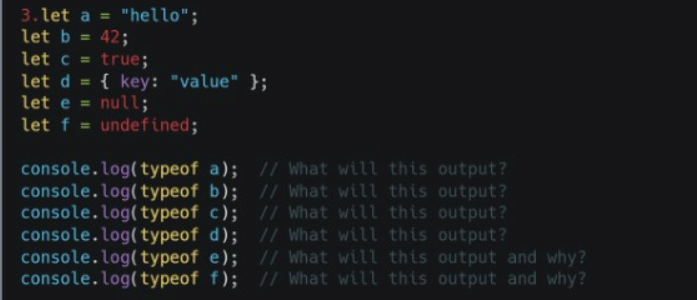 3.let a = "hello";
let b = 42;
let c = true;
let d = { key: "value" };
let e = null;
let f = undefined;
console.log(typeof a);  // What will this output?
console.log(typeof b);  // What will this output?
console.log(typeof c);  // What will this output?
console.log(typeof d);  // What will this output?
console.log(typeof e);  // What will this output and why?
console.log(typeof f);  // What will this output and why?